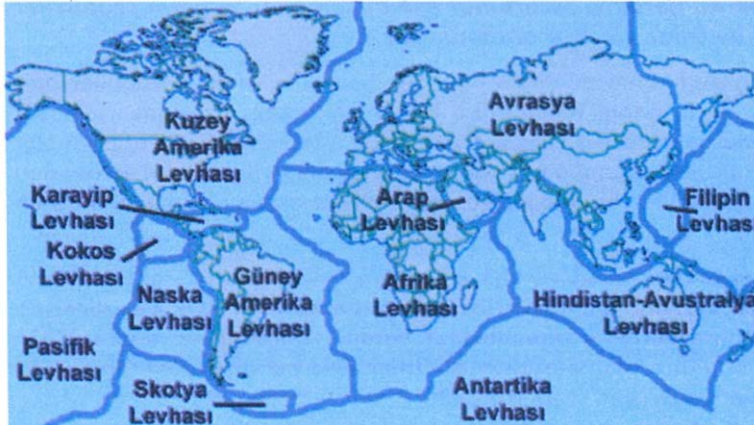 Kuzey
Amerika
Levhası
Avrasya
Levhası
Karayip
Levhası
Arap
Levhası
Filipin
Levhası
Kokos
Levhası
Naska
Levhası
Güney
Amerika
Levhası
Afrika
Levhası
Hindistan-Avustralya
Levhası
Pasifik
Levhası
Skotya
Levhası
Antartika
Levhası